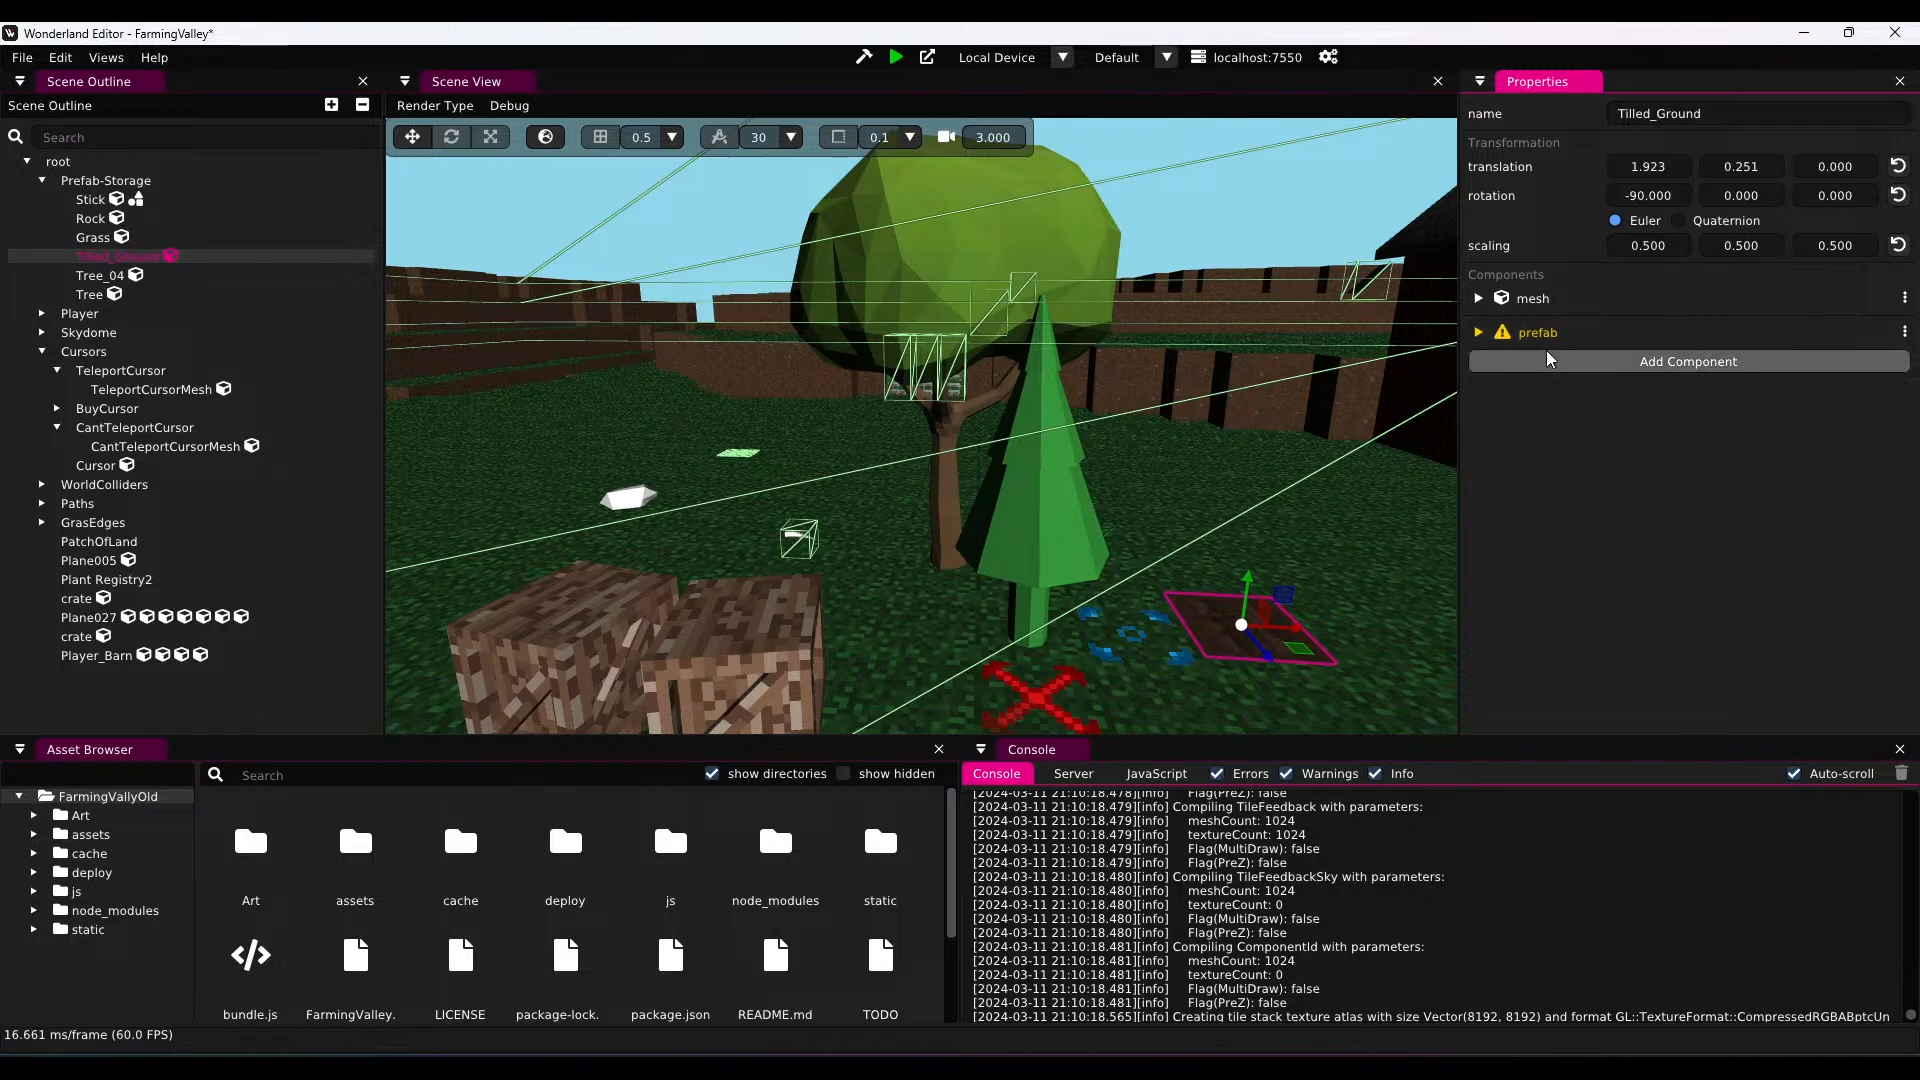 Wonderland Editor - FarmingValley*
File Edit Views Help
Local Device Default localhost:7550
Scene Outline
Scene Outline
Search
root
Prefab-Storage
Stick
Rock
Grass
Tilled_Ground
Tree_04
Tree
Player
Skydome
Cursors
TeleportCursor
TeleportCursorMesh
BuyCursor
CantTeleportCursor
CantTeleportCursorMesh
Cursor
WorldColliders
Paths
GrasEdges
PatchOfLand
Plane005
Plant Registry2
crate
Plane027
crate
Player_Barn
Scene View
Render Type Debug
0.5 30 0.1 3.000
Properties
name Tilled_Ground
Transformation
translation 1.923 0.251 0.000
rotation -90.000 0.000 0.000
Euler Quaternion
scaling 0.500 0.500 0.500
Components
mesh
prefab
Add Component
Asset Browser
Search show directories show hidden
FarmingVallyOld
Art
assets
cache
deploy
js
node_modules
static
Art assets cache deploy js node_modules static
bundle.js FarmingValley. LICENSE package-lock. package.json README.md TODO
Console
Console Server JavaScript Errors Warnings Info Auto-scroll
[2024-03-11 21:10:18.478][info] Flag(PreZ): false
[2024-03-11 21:10:18.479][info] Compiling TileFeedback with parameters:
[2024-03-11 21:10:18.479][info] meshCount: 1024
[2024-03-11 21:10:18.479][info] textureCount: 1024
[2024-03-11 21:10:18.479][info] Flag(MultiDraw): false
[2024-03-11 21:10:18.479][info] Flag(PreZ): false
[2024-03-11 21:10:18.480][info] Compiling TileFeedbackSky with parameters:
[2024-03-11 21:10:18.480][info] meshCount: 1024
[2024-03-11 21:10:18.480][info] textureCount: 0
[2024-03-11 21:10:18.480][info] Flag(MultiDraw): false
[2024-03-11 21:10:18.480][info] Flag(PreZ): false
[2024-03-11 21:10:18.481][info] Compiling ComponentId with parameters:
[2024-03-11 21:10:18.481][info] meshCount: 1024
[2024-03-11 21:10:18.481][info] textureCount: 0
[2024-03-11 21:10:18.481][info] Flag(MultiDraw): false
[2024-03-11 21:10:18.481][info] Flag(PreZ): false
[2024-03-11 21:10:18.565][info] Creating tile stack texture atlas with size Vector(8192, 8192) and format GL::TextureFormat::CompressedRGBABptcUn
16.661 ms/frame (60.0 FPS)